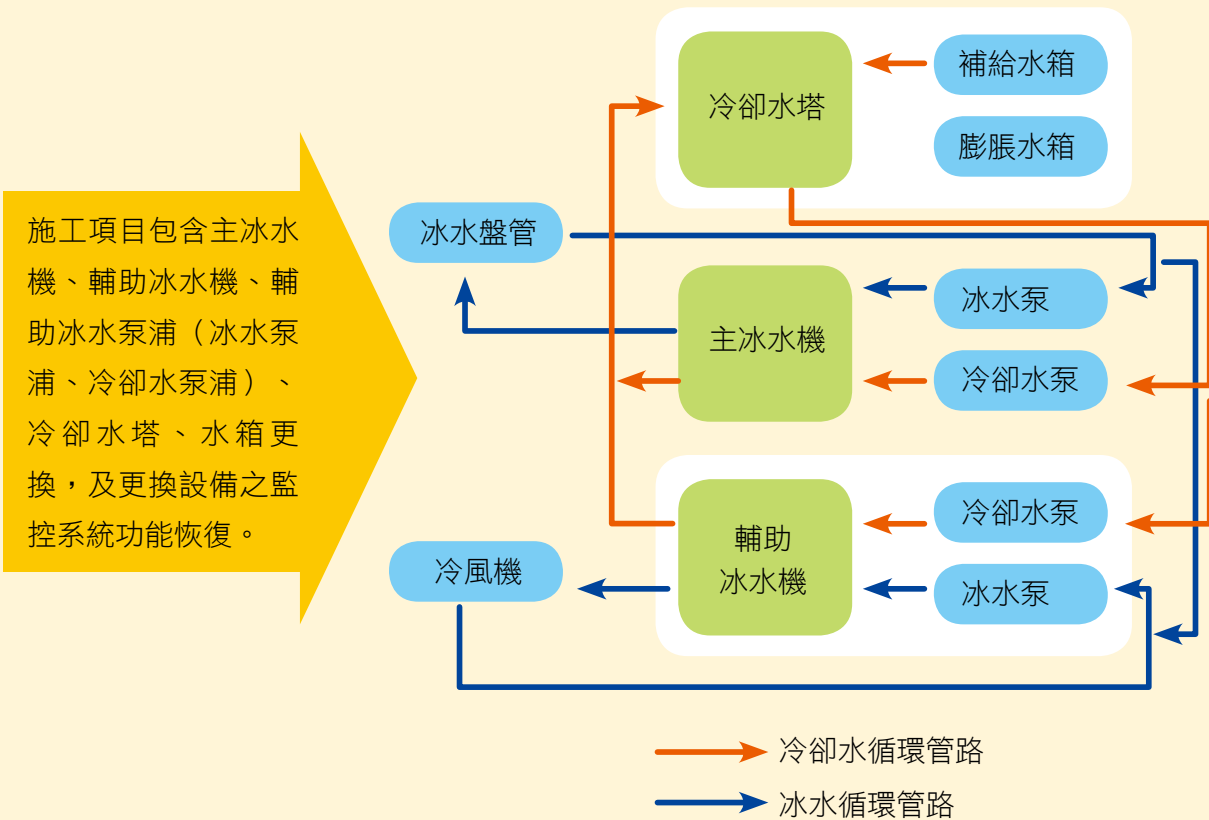 施工項目包含主冰水
機、輔助冰水機、輔
助冰水泵浦（冰水泵
浦、冷卻水泵浦）、
冷卻水塔、水箱更
換，及更換設備之監
控系統功能恢復。
冷卻水塔
補給水箱
膨脹水箱
冰水盤管
主冰水機
冰水泵
冷卻水泵
冷風機
輔助
冰水機
冷卻水泵
冰水泵
冷卻水循環管路
冰水循環管路